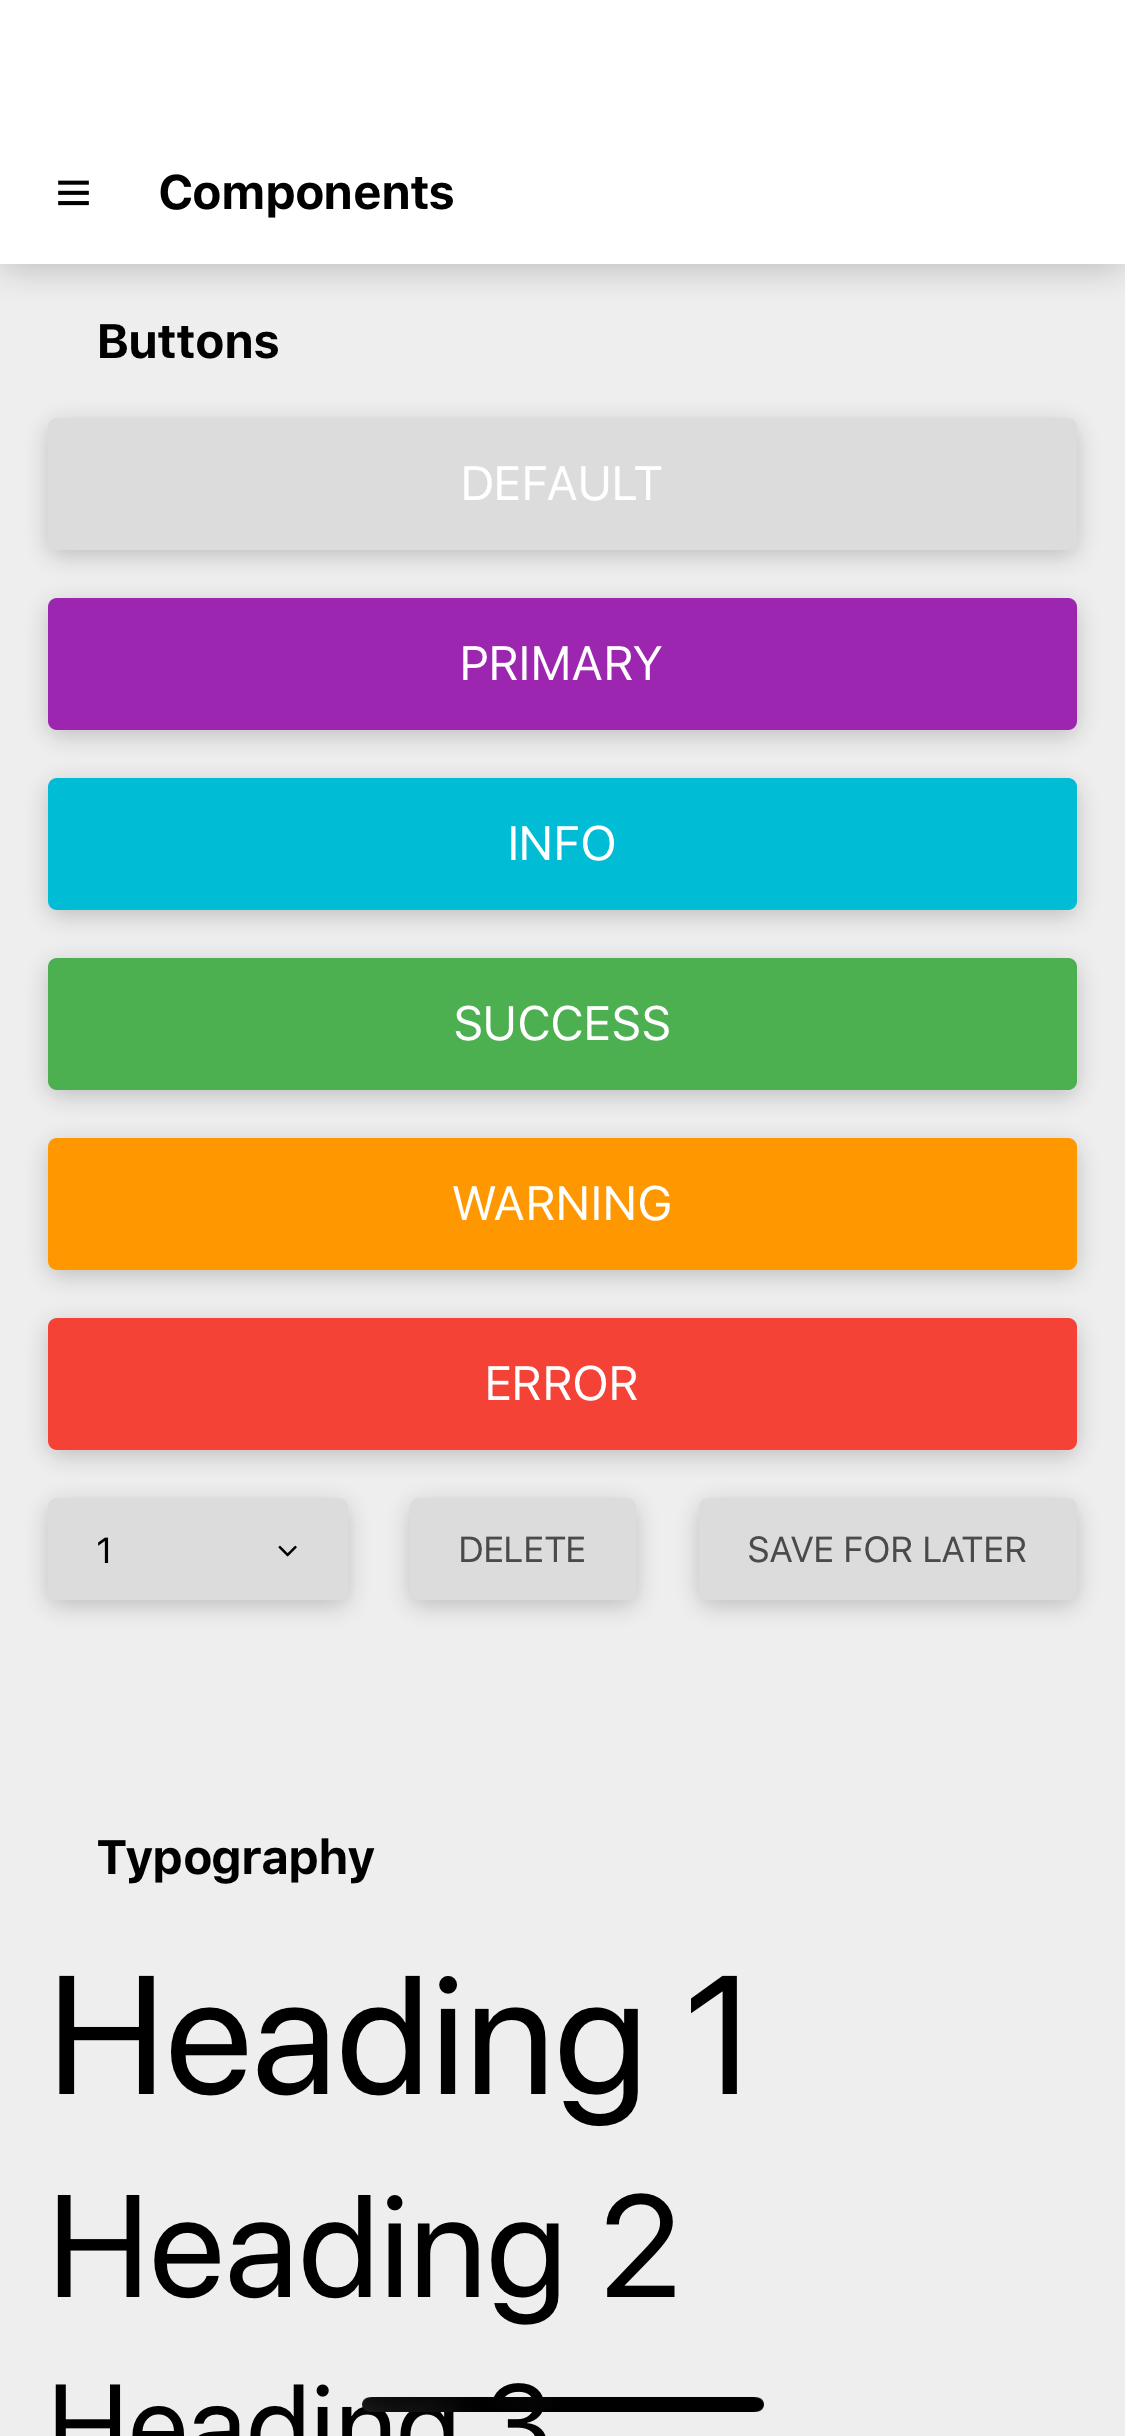 Components
Buttons
DEFAULT
PRIMARY
INFO
SUCCESS
WARNING
ERROR
1 DELETE SAVE FOR LATER
Typography
Heading 1
Heading 2
Heading 3